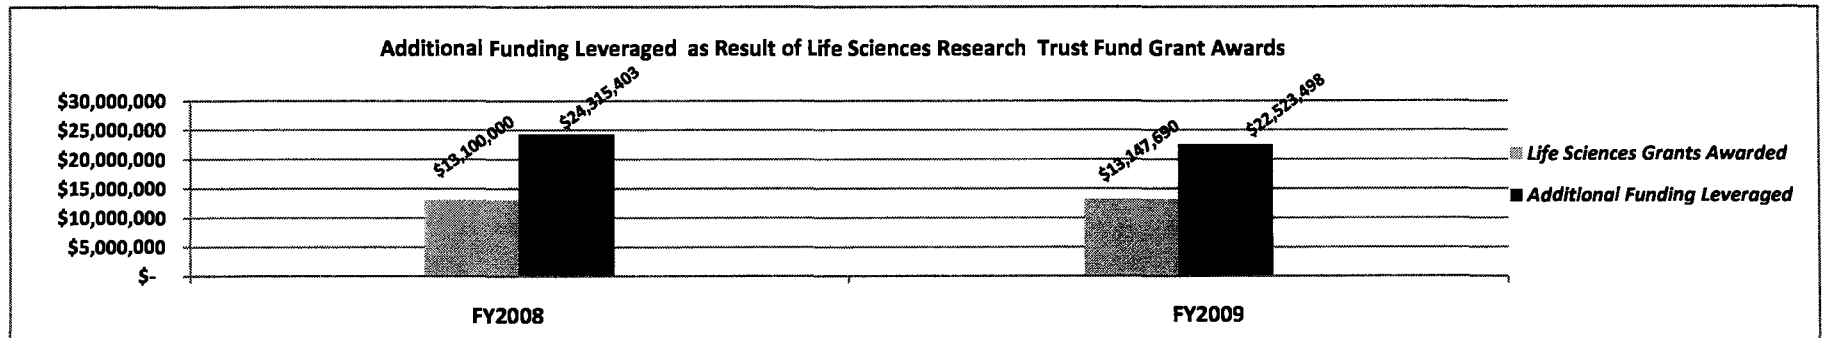 Additional Funding Leveraged as Result of Life Sciences Research Trust Fund Grant Awards
$30,000,000
$25,000,000
$20,000,000
$15,000,000
$10,000,000
$5,000,000
$-
$13,100,000
$24,315,403
$13,147,690
$22,523,498
FY2008
FY2009
Life Sciences Grants Awarded
Additional Funding Leveraged